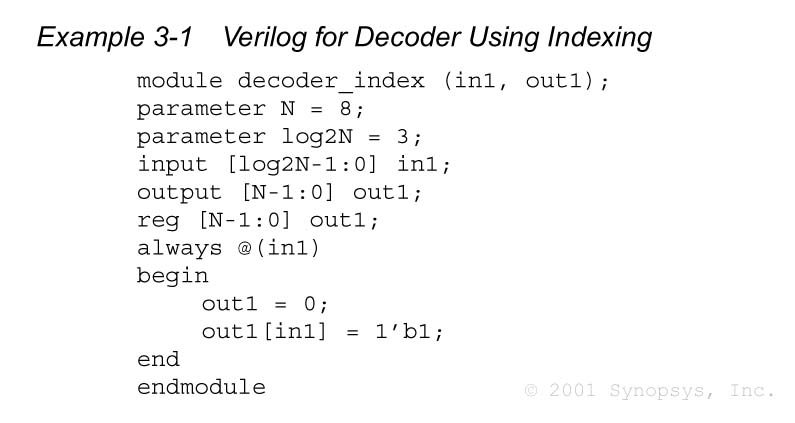 Example 3-1 Verilog for Decoder Using Indexing
module decoder_index (in1, out1);
parameter N = 8;
parameter log2N = 3;
input [log2N-1:0] in1;
output [N-1:0] out1;
reg [N-1:0] out1;
always @(in1)
begin
out1 = 0;
out1[in1] = 1’b1;
end
endmodule
© 2001 Synopsys, Inc.